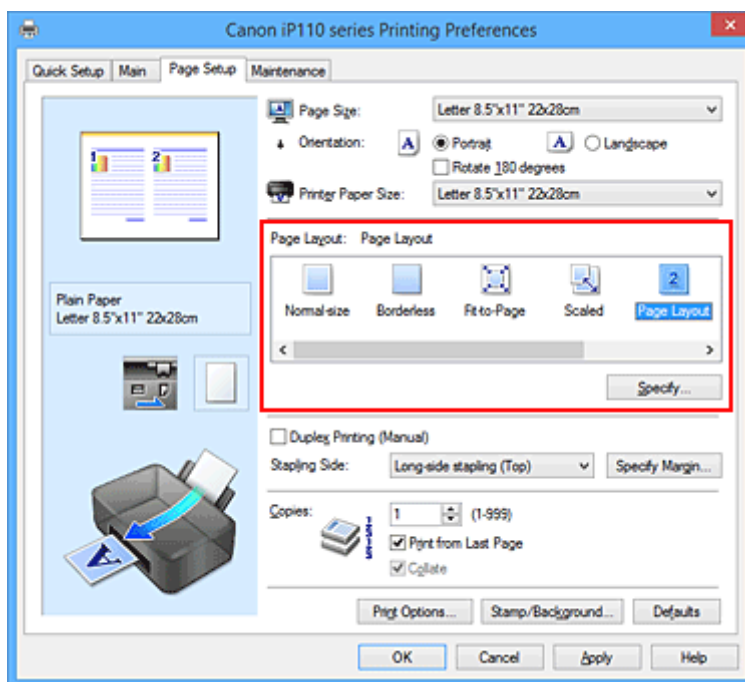 Canon iP110 series Printing Preferences
Quick Setup Main Page Setup Maintenance
1 2
Plain Paper
Letter 8.5"x11" 22x28cm
A
Page Size: Letter 8.5"x11" 22x28cm
Orientation: A Portrait A Landscape
Rotate 180 degrees
Printer Paper Size: Letter 8.5"x11" 22x28cm
Page Layout: Page Layout
2
Normal-size Borderless Fit-to-Page Scaled Page Layout
Specify...
Duplex Printing (Manual)
Stapling Side: Long-side stapling (Top) Specify Margin...
Copies: 1 (1-999)
Print from Last Page
Collate
Print Options... Stamp/Background... Defaults
OK Cancel Apply Help